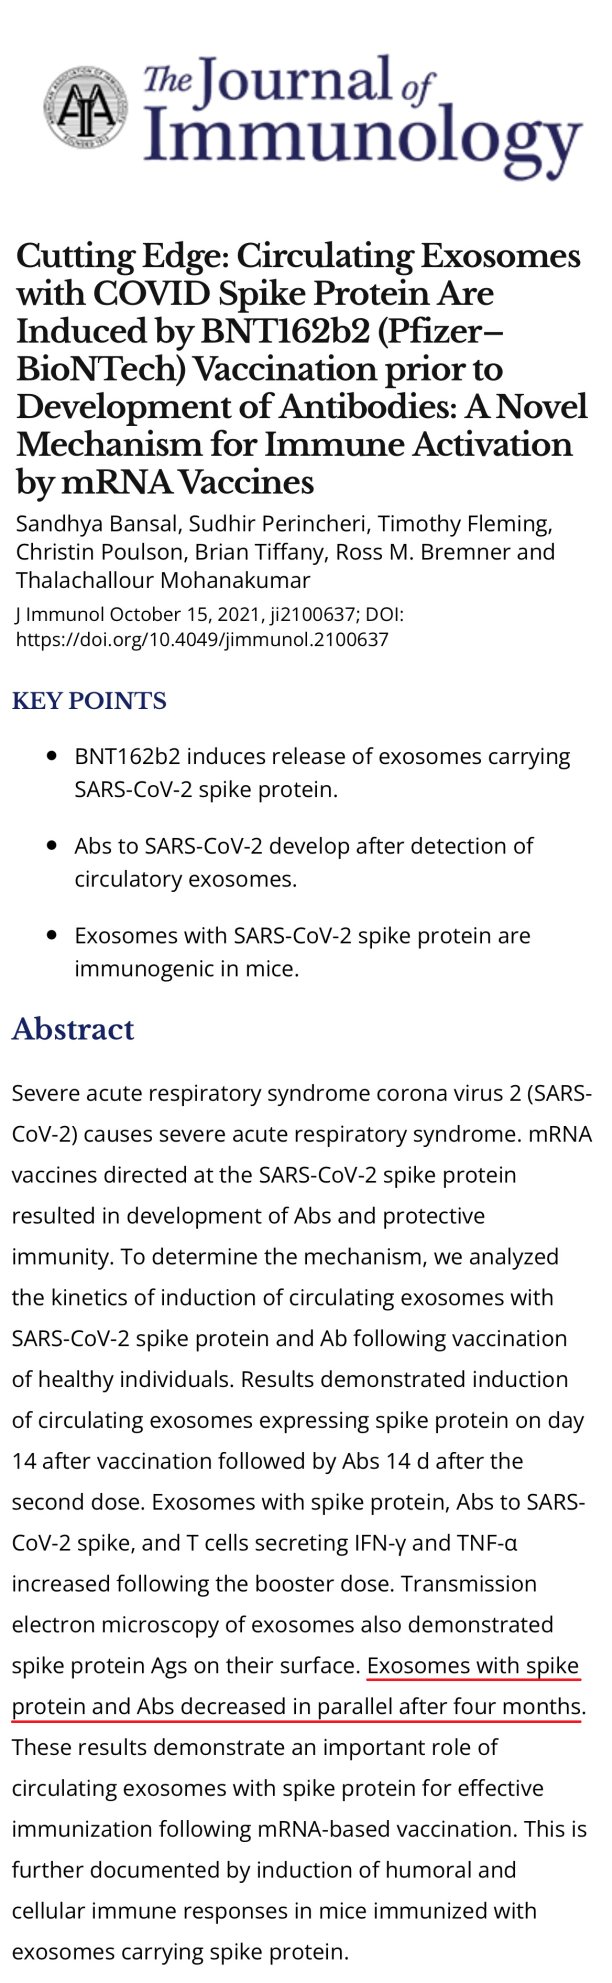 The Journal of
Immunology
Cutting Edge: Circulating Exosomes
with COVID Spike Protein Are
Induced by BNT162b2 (Pfizer–
BioNTech) Vaccination prior to
Development of Antibodies: A Novel
Mechanism for Immune Activation
by mRNA Vaccines
Sandhya Bansal, Sudhir Perincheri, Timothy Fleming,
Christin Poulson, Brian Tiffany, Ross M. Bremner and
Thalachallour Mohanakumar
J Immunol October 15, 2021, ji2100637; DOI:
https://doi.org/10.4049/jimmunol.2100637
KEY POINTS
• BNT162b2 induces release of exosomes carrying
SARS-CoV-2 spike protein.
• Abs to SARS-CoV-2 develop after detection of
circulatory exosomes.
• Exosomes with SARS-CoV-2 spike protein are
immunogenic in mice.
Abstract
Severe acute respiratory syndrome corona virus 2 (SARS-
CoV-2) causes severe acute respiratory syndrome. mRNA
vaccines directed at the SARS-CoV-2 spike protein
resulted in development of Abs and protective
immunity. To determine the mechanism, we analyzed
the kinetics of induction of circulating exosomes with
SARS-CoV-2 spike protein and Ab following vaccination
of healthy individuals. Results demonstrated induction
of circulating exosomes expressing spike protein on day
14 after vaccination followed by Abs 14 d after the
second dose. Exosomes with spike protein, Abs to SARS-
CoV-2 spike, and T cells secreting IFN-γ and TNF-α
increased following the booster dose. Transmission
electron microscopy of exosomes also demonstrated
spike protein Ags on their surface. Exosomes with spike
protein and Abs decreased in parallel after four months.
These results demonstrate an important role of
circulating exosomes with spike protein for effective
immunization following mRNA-based vaccination. This is
further documented by induction of humoral and
cellular immune responses in mice immunized with
exosomes carrying spike protein.